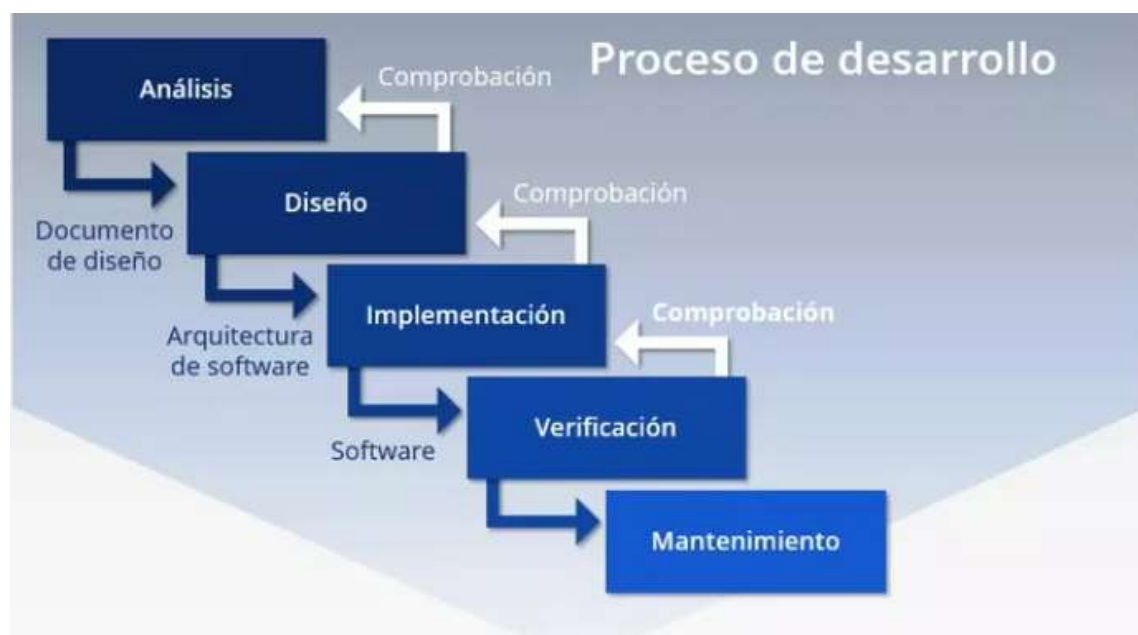 Proceso de desarrollo
Análisis
Comprobación
Diseño
Comprobación
Documento
de diseño
Implementación
Comprobación
Arquitectura
de software
Verificación
Software
Mantenimiento